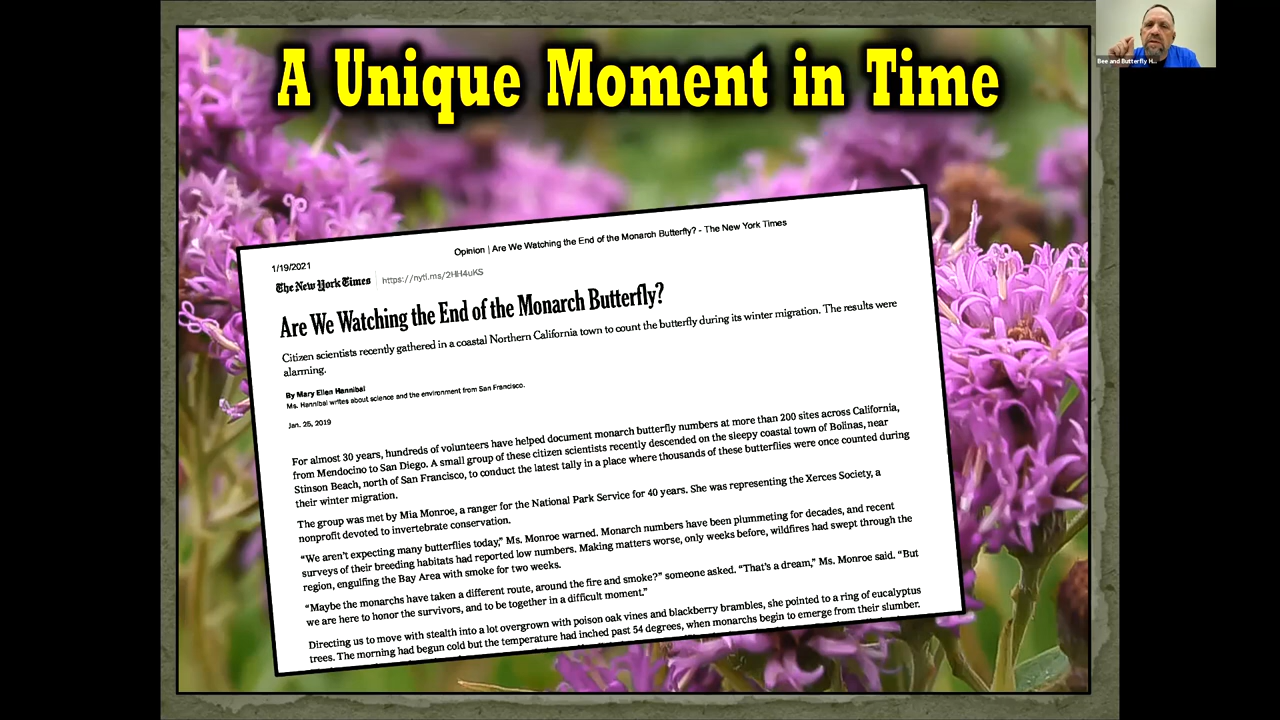 A Unique Moment in Time
Bee and Butterfly H...
1/19/2021
Opinion | Are We Watching the End of the Monarch Butterfly? - The New York Times
The New York Times
https://nyti.ms/2HH4uKS
Are We Watching the End of the Monarch Butterfly?
Citizen scientists recently gathered in a coastal Northern California town to count the butterfly during its winter migration. The results were
alarming.
By Mary Ellen Hannibal
Ms. Hannibal writes about science and the environment from San Francisco.
Jan. 25, 2019
For almost 30 years, hundreds of volunteers have helped document monarch butterfly numbers at more than 200 sites across California,
from Mendocino to San Diego. A small group of these citizen scientists recently descended on the sleepy coastal town of Bolinas, near
Stinson Beach, north of San Francisco, to conduct the latest tally in a place where thousands of these butterflies were once counted during
their winter migration.
The group was met by Mia Monroe, a ranger for the National Park Service for 40 years. She was representing the Xerces Society, a
nonprofit devoted to invertebrate conservation.
“We aren’t expecting many butterflies today,” Ms. Monroe warned. Monarch numbers have been plummeting for decades, and recent
surveys of their breeding habitats had reported low numbers. Making matters worse, only weeks before, wildfires had swept through the
region, engulfing the Bay Area with smoke for two weeks.
“Maybe the monarchs have taken a different route, around the fire and smoke?” someone asked. “That’s a dream,” Ms. Monroe said. “But
we are here to honor the survivors, and to be together in a difficult moment.”
Directing us to move with stealth into a lot overgrown with poison oak vines and blackberry brambles, she pointed to a ring of eucalyptus
trees. The morning had begun cold but the temperature had inched past 54 degrees, when monarchs begin to emerge from their slumber.